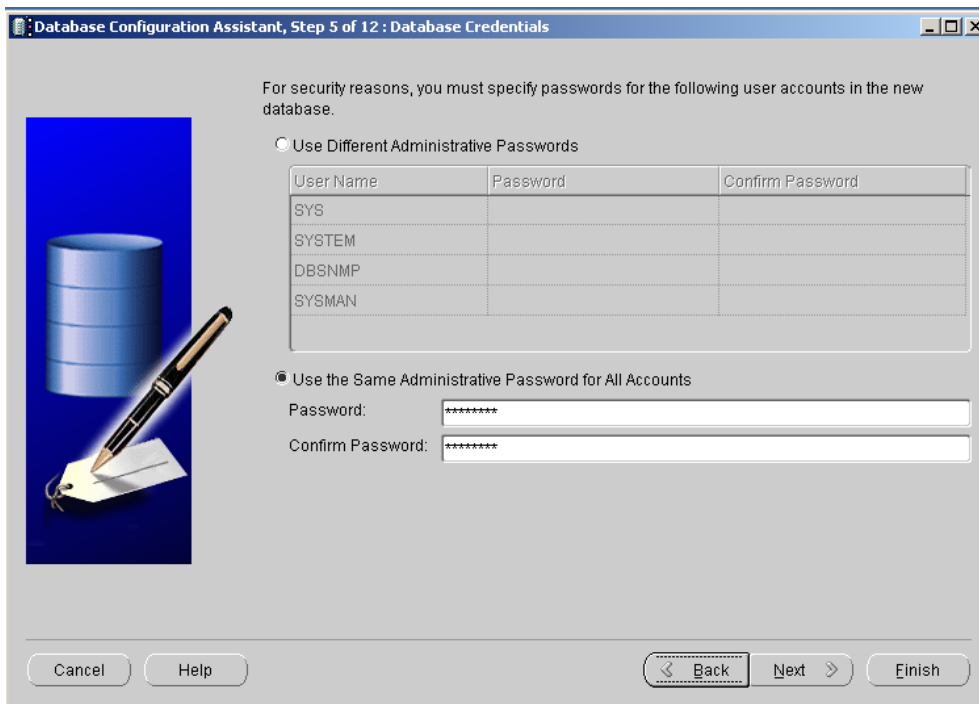 Database Configuration Assistant, Step 5 of 12 : Database Credentials
For security reasons, you must specify passwords for the following user accounts in the new
database.
Use Different Administrative Passwords
User Name Password Confirm Password
SYS
SYSTEM
DBSNMP
SYSMAN
Use the Same Administrative Password for All Accounts
Password: ********
Confirm Password: ********
Cancel Help Back Next Finish